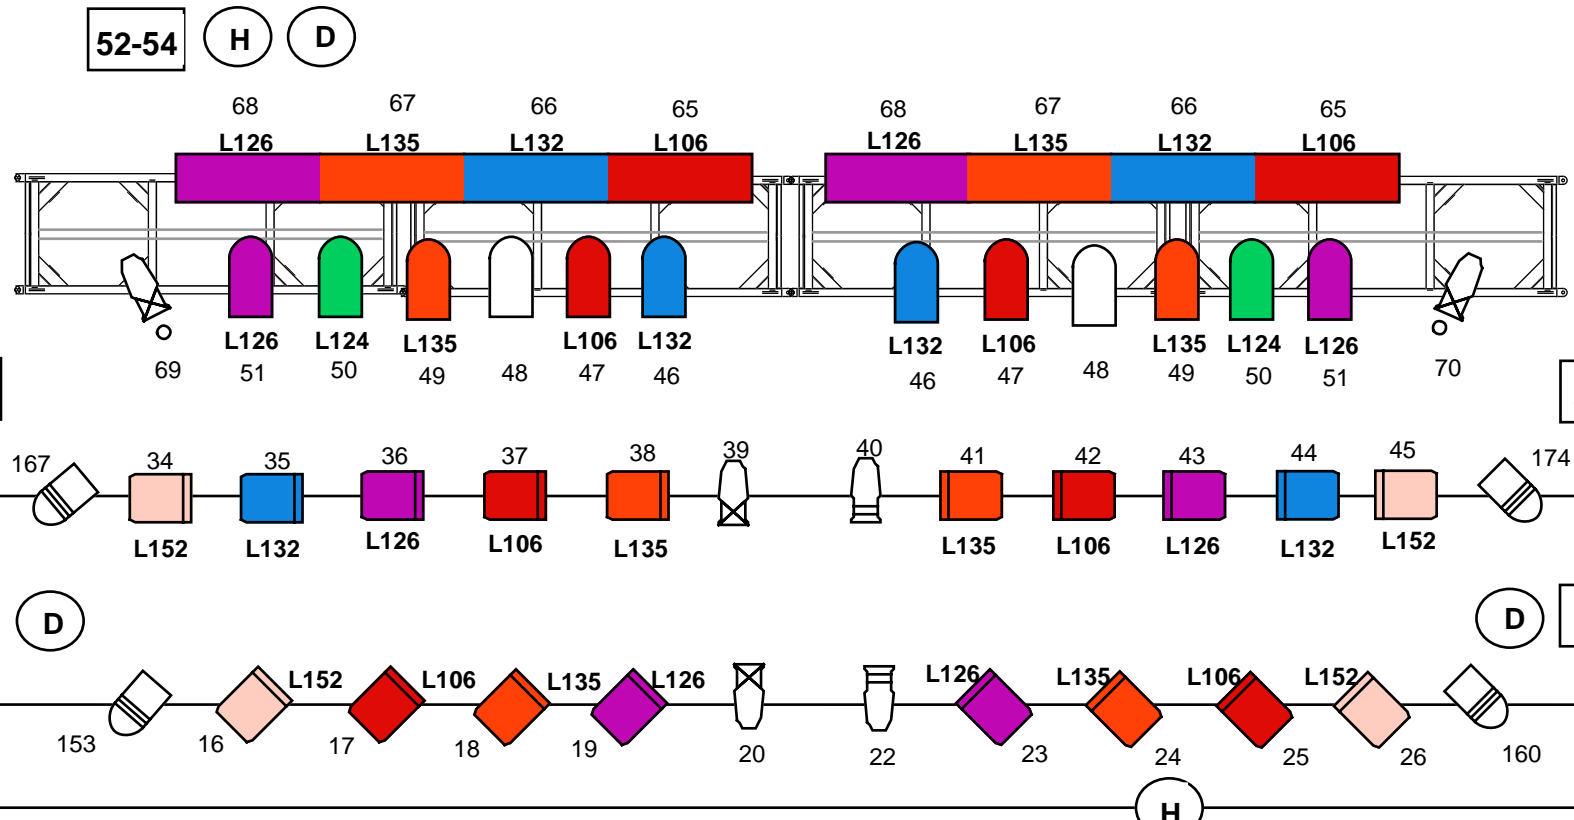 52-54 H D
68 67 66 65 68 67 66 65
L126 L135 L132 L106 L126 L135 L132 L106
L126 L124 L135 L106 L132 L132 L106 L135 L124 L126
69 51 50 49 48 47 46 46 47 48 49 50 51 70
167 34 35 36 37 38 39 40 41 42 43 44 45 174
L152 L132 L126 L106 L135 L135 L106 L126 L132 L152
D D
L152 L106 L135 L126 L126 L135 L106 L152
153 16 17 18 19 20 22 23 24 25 26 160
H